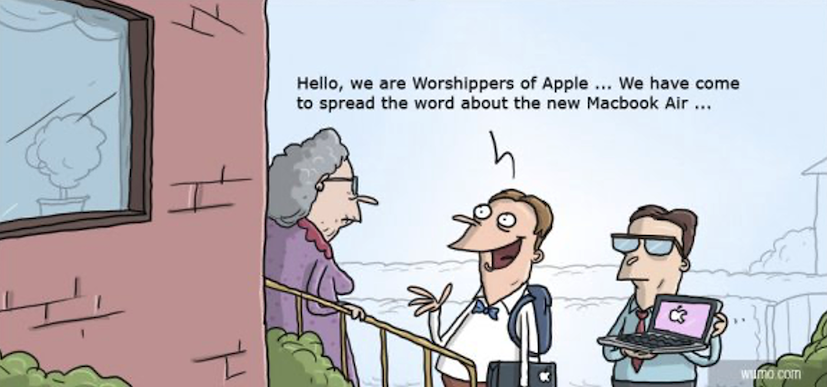 Hello, we are Worshippers of Apple ... We have come
to spread the word about the new Macbook Air ...
wumo.com